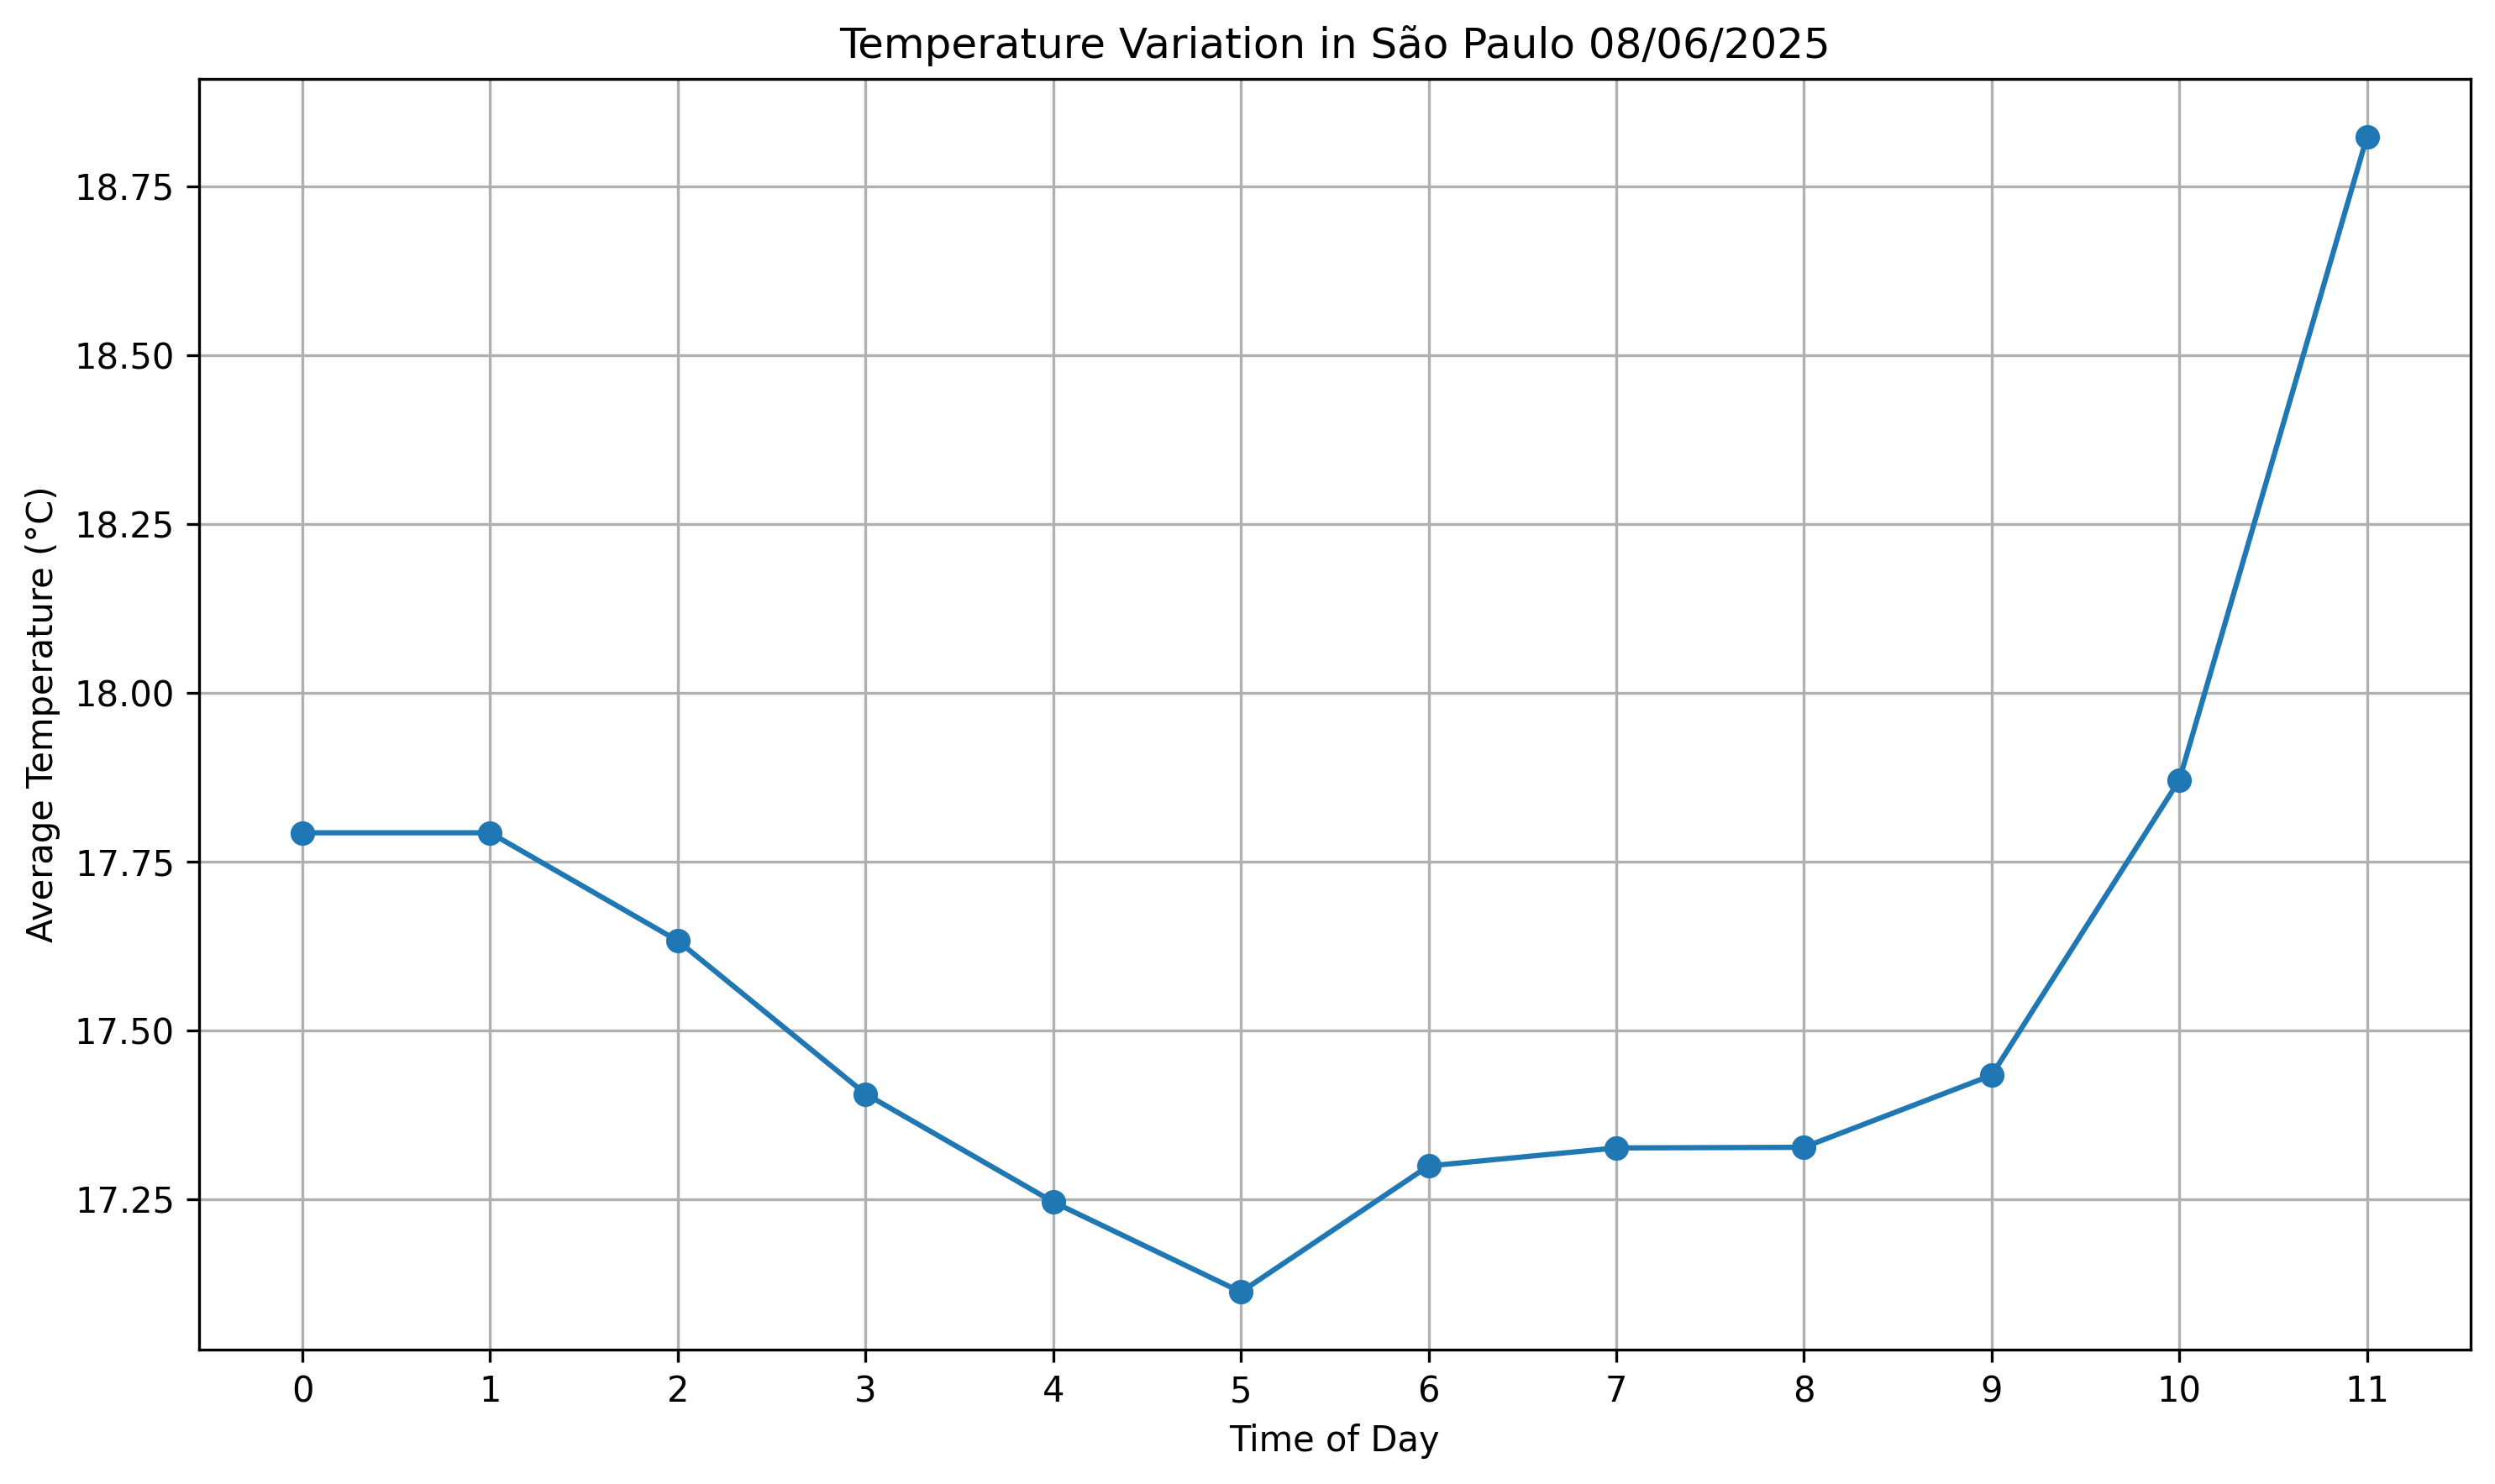 Temperature Variation in São Paulo 08/06/2025
Average Temperature (°C)
18.75
18.50
18.25
18.00
17.75
17.50
17.25
0 1 2 3 4 5 6 7 8 9 10 11
Time of Day